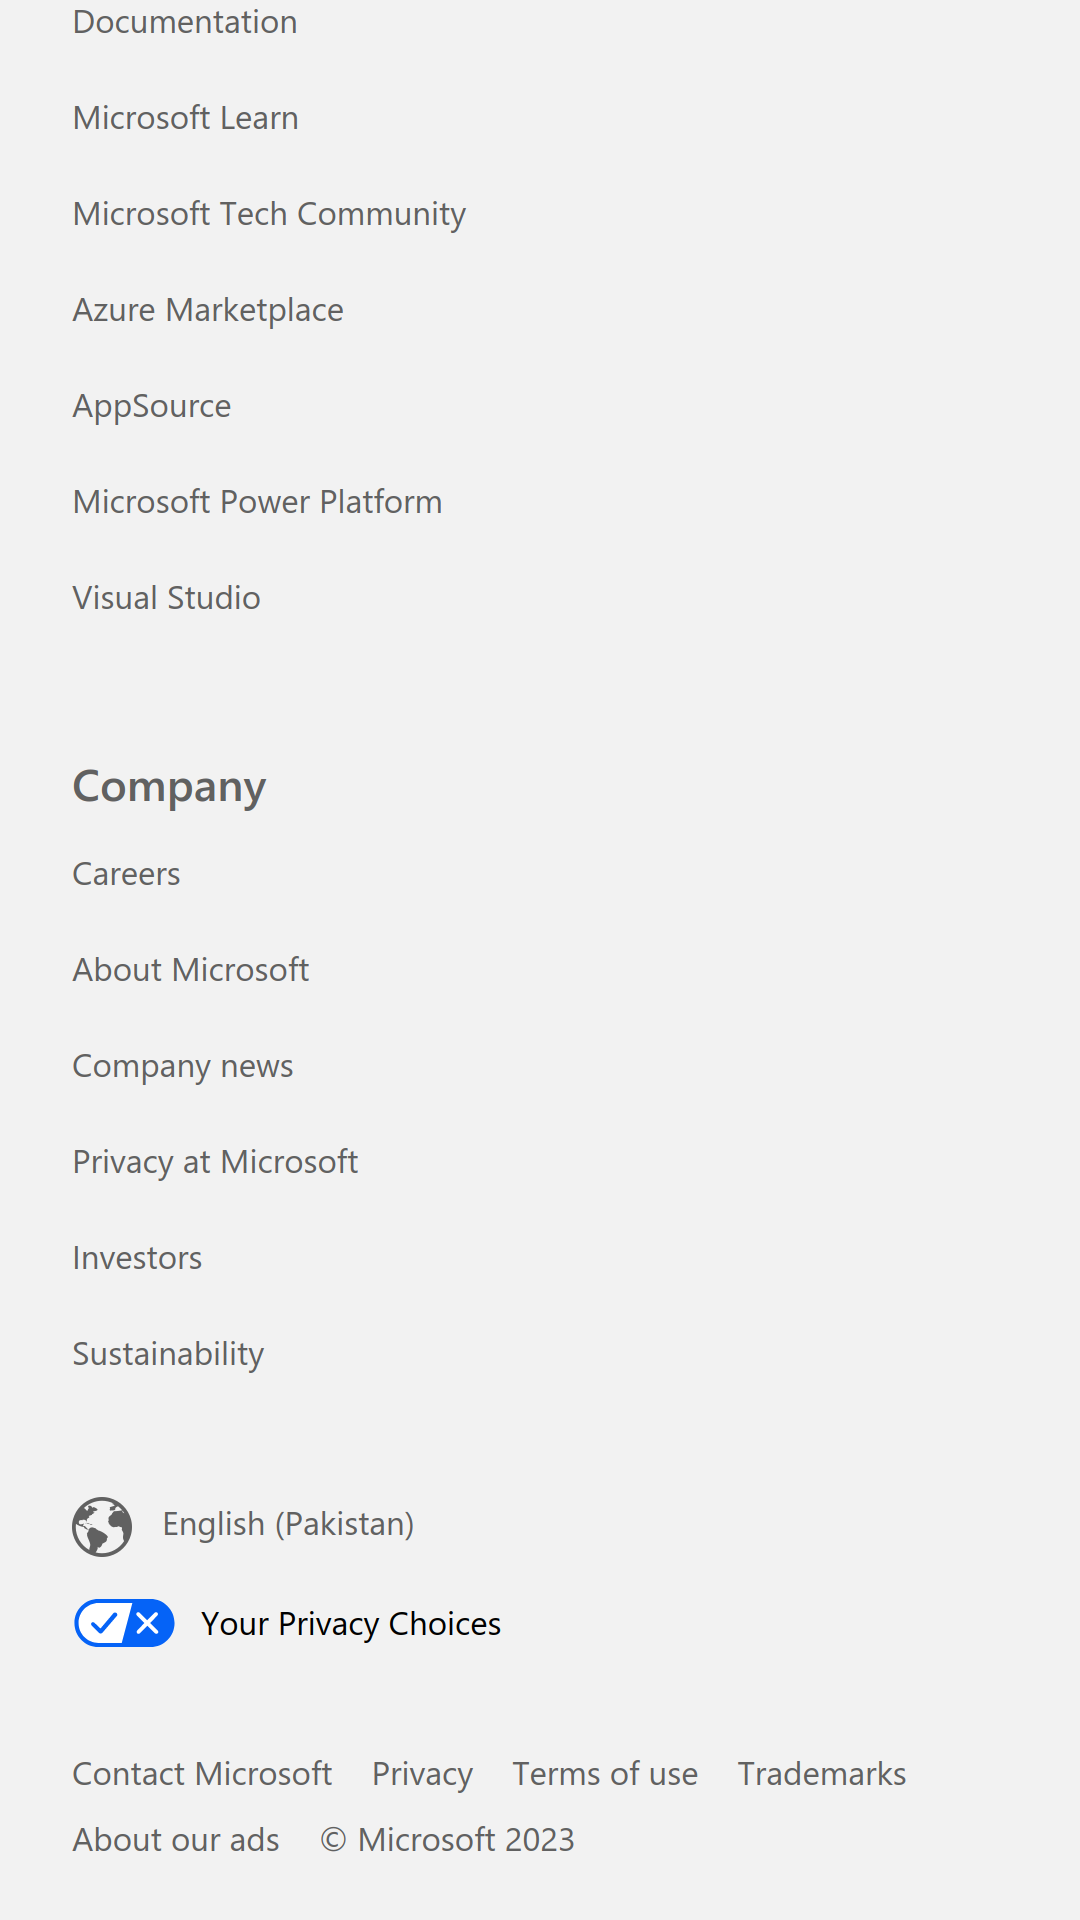 Documentation
Microsoft Learn
Microsoft Tech Community
Azure Marketplace
AppSource
Microsoft Power Platform
Visual Studio
Company
Careers
About Microsoft
Company news
Privacy at Microsoft
Investors
Sustainability
English (Pakistan)
Your Privacy Choices
Contact Microsoft Privacy Terms of use Trademarks
About our ads © Microsoft 2023